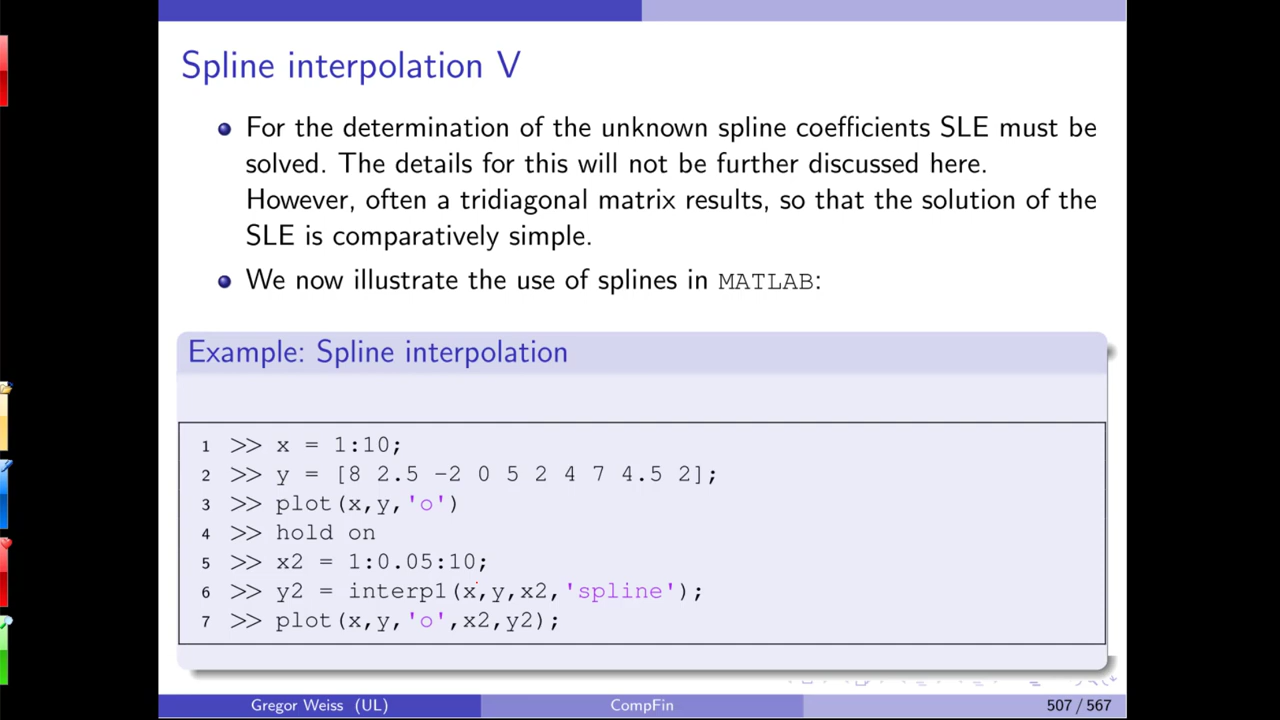 Spline interpolation V
For the determination of the unknown spline coefficients SLE must be
solved. The details for this will not be further discussed here.
However, often a tridiagonal matrix results, so that the solution of the
SLE is comparatively simple.
We now illustrate the use of splines in MATLAB:
Example: Spline interpolation
1 >> x = 1:10;
2 >> y = [8 2.5 -2 0 5 2 4 7 4.5 2];
3 >> plot(x,y,'o')
4 >> hold on
5 >> x2 = 1:0.05:10;
6 >> y2 = interp1(x,y,x2,'spline');
7 >> plot(x,y,'o',x2,y2);
Gregor Weiss (UL) CompFin 507 / 567